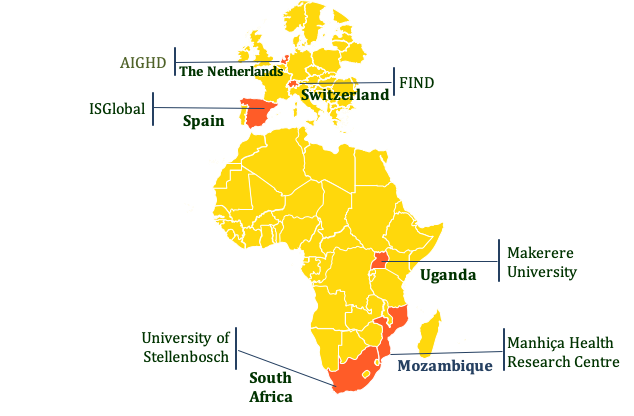 AIGHD
The Netherlands
FIND
Switzerland
ISGlobal
Spain
Makerere
University
Uganda
University of
Stellenbosch
Manhiça Health
Research Centre
Mozambique
South
Africa